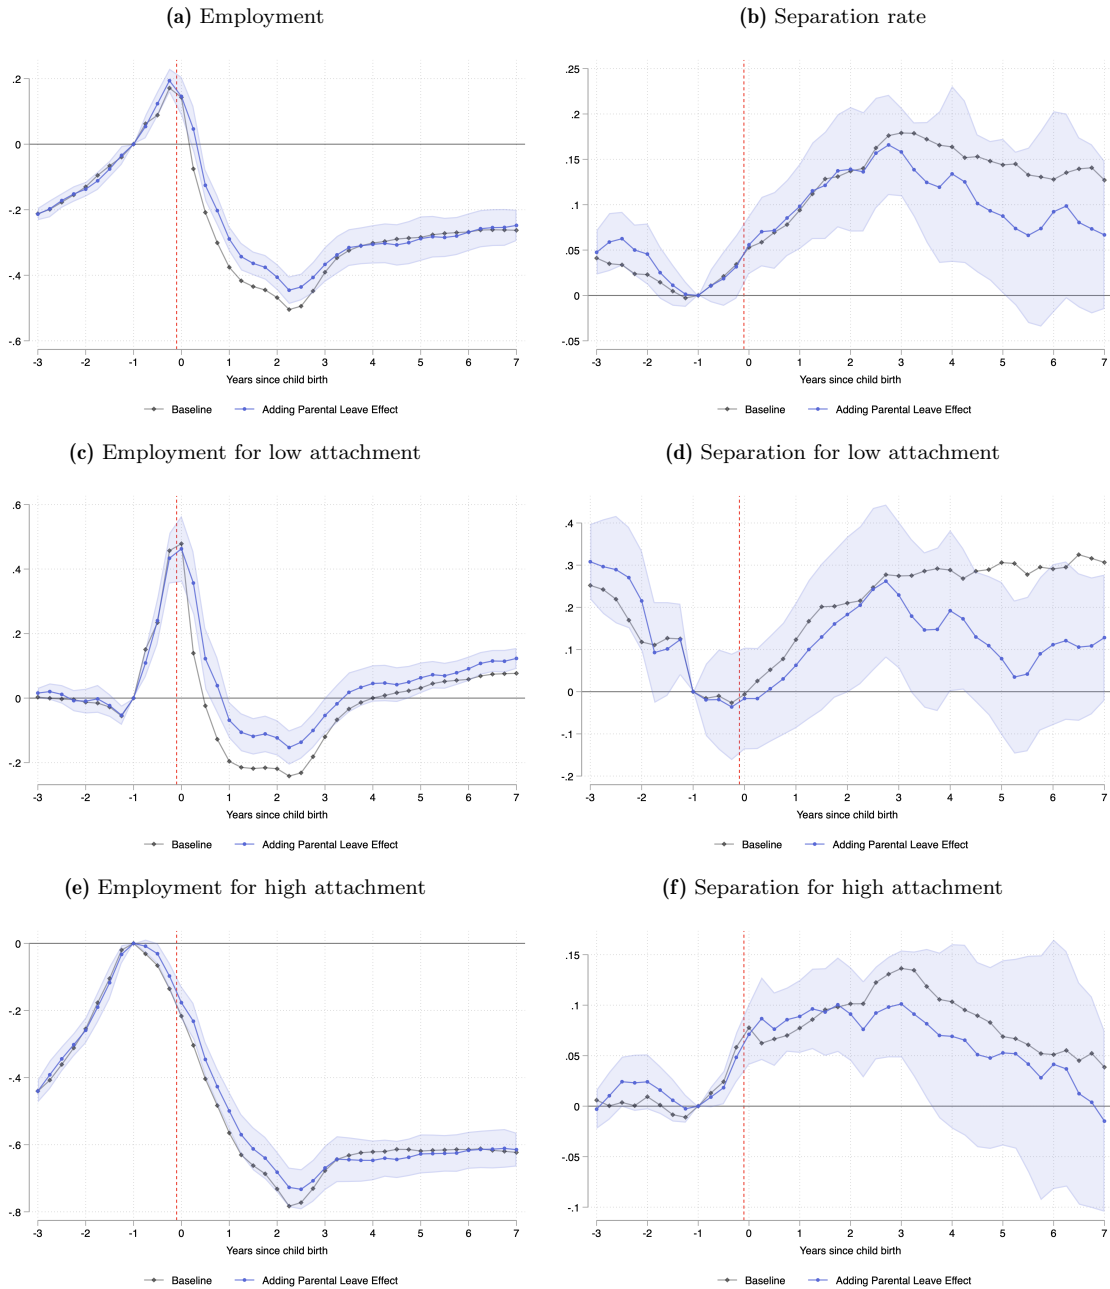 (a) Employment
.2
0
-.2
-.4
-.6
-3 -2 -1 0 1 2 3 4 5 6 7
Years since child birth
Baseline Adding Parental Leave Effect
(b) Separation rate
.25
.2
.15
.1
.05
0
-.05
-3 -2 -1 0 1 2 3 4 5 6 7
Years since child birth
Baseline Adding Parental Leave Effect
(c) Employment for low attachment
.6
.4
.2
0
-.2
-3 -2 -1 0 1 2 3 4 5 6 7
Years since child birth
Baseline Adding Parental Leave Effect
(d) Separation for low attachment
.4
.3
.2
.1
0
-.1
-.2
-3 -2 -1 0 1 2 3 4 5 6 7
Years since child birth
Baseline Adding Parental Leave Effect
(e) Employment for high attachment
0
-.2
-.4
-.6
-.8
-3 -2 -1 0 1 2 3 4 5 6 7
Years since child birth
Baseline Adding Parental Leave Effect
(f) Separation for high attachment
.15
.1
.05
0
-.05
-.1
-3 -2 -1 0 1 2 3 4 5 6 7
Years since child birth
Baseline Adding Parental Leave Effect